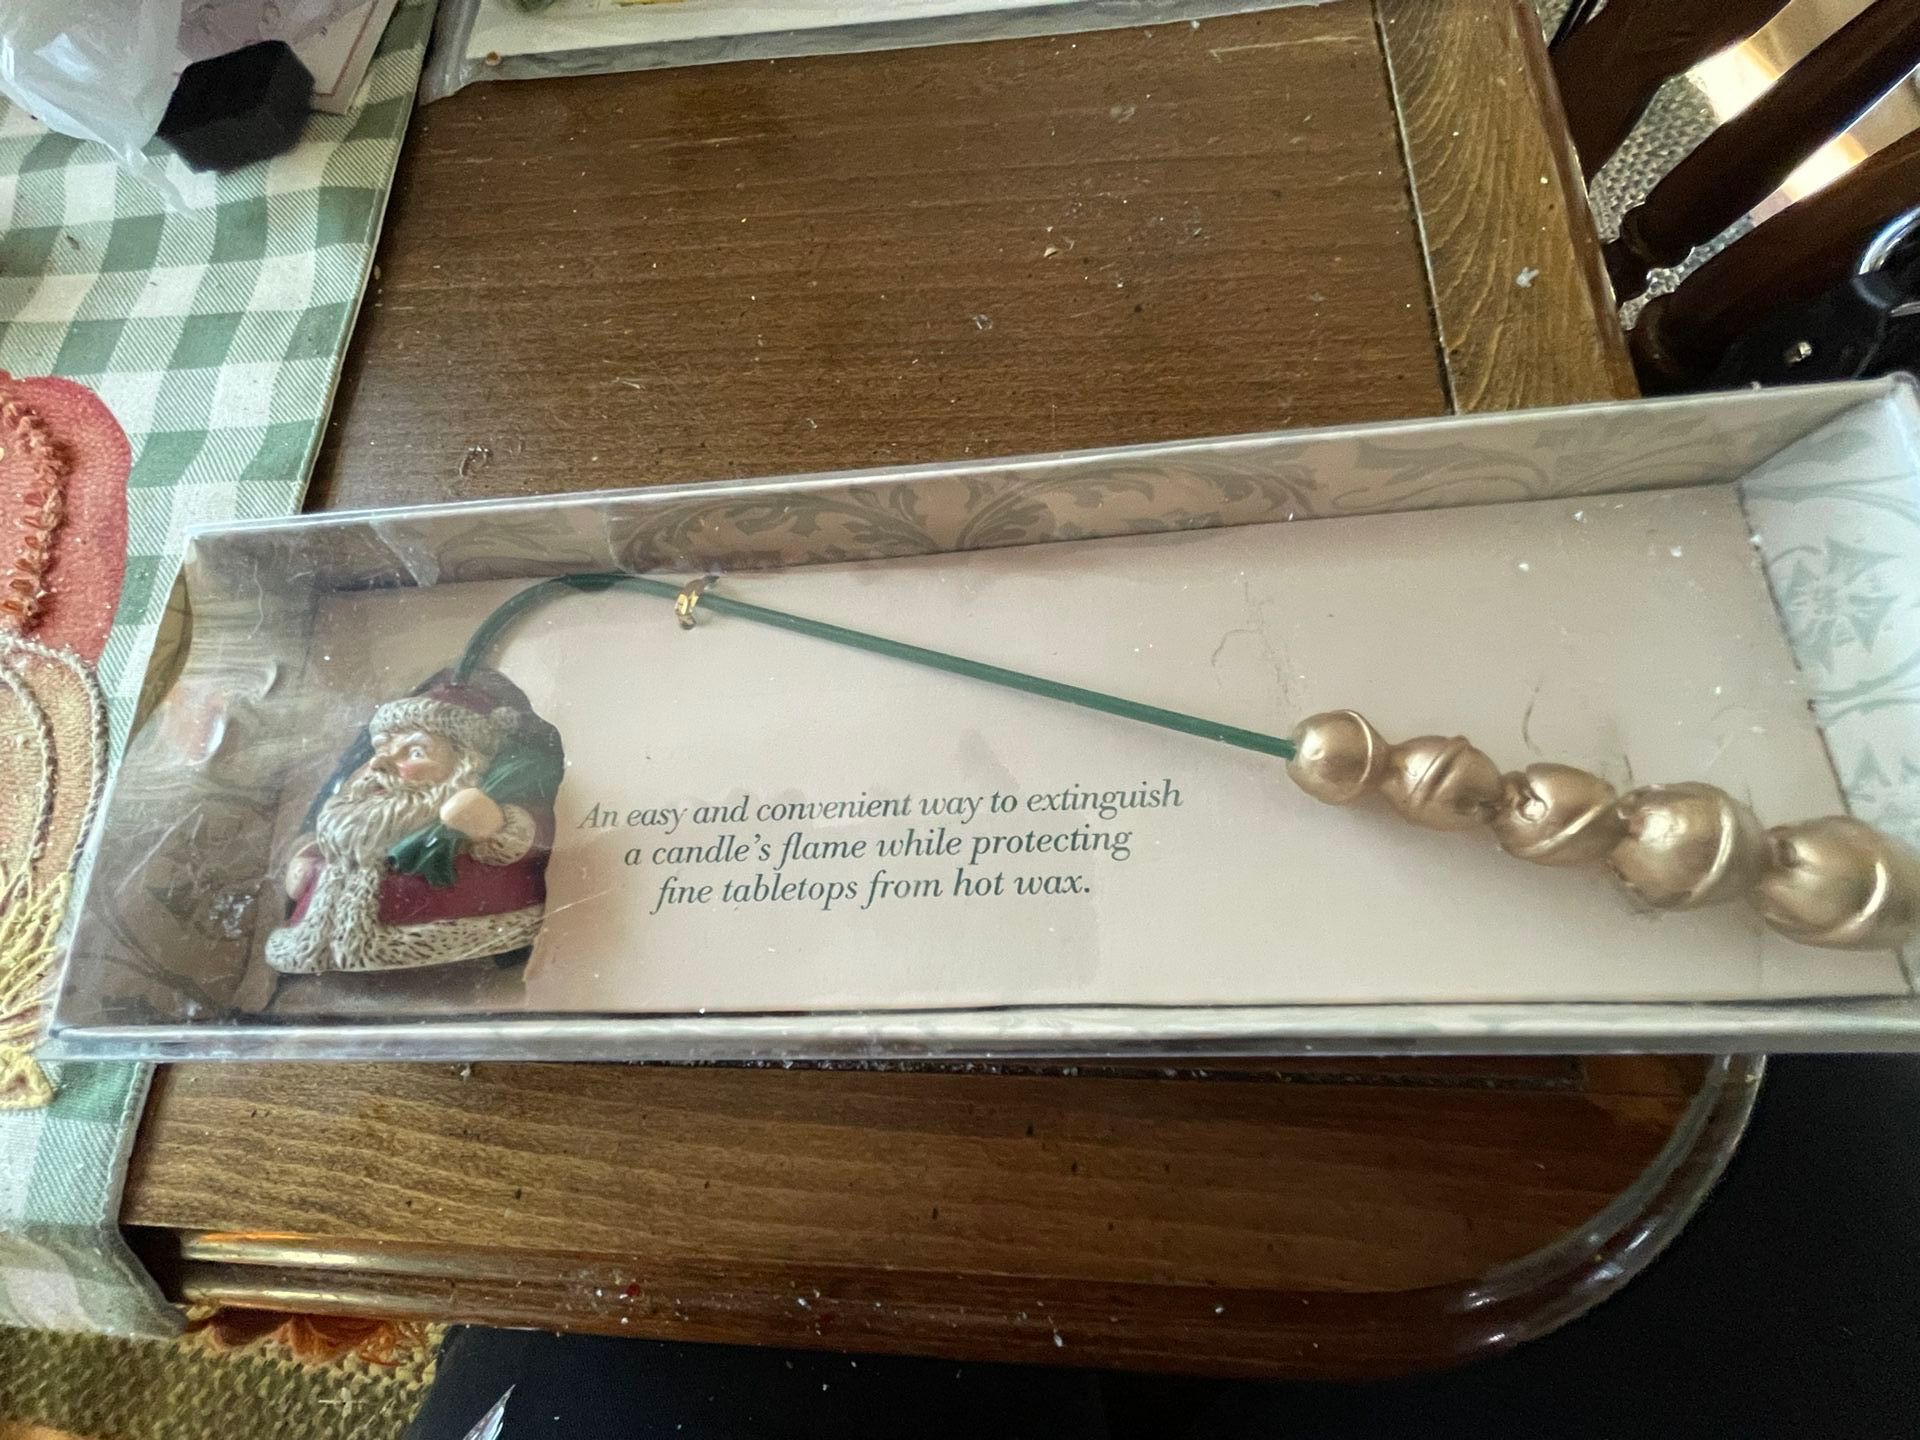 An easy and convenient way to extinguish
a candle's flame while protecting
fine tabletops from hot wax.